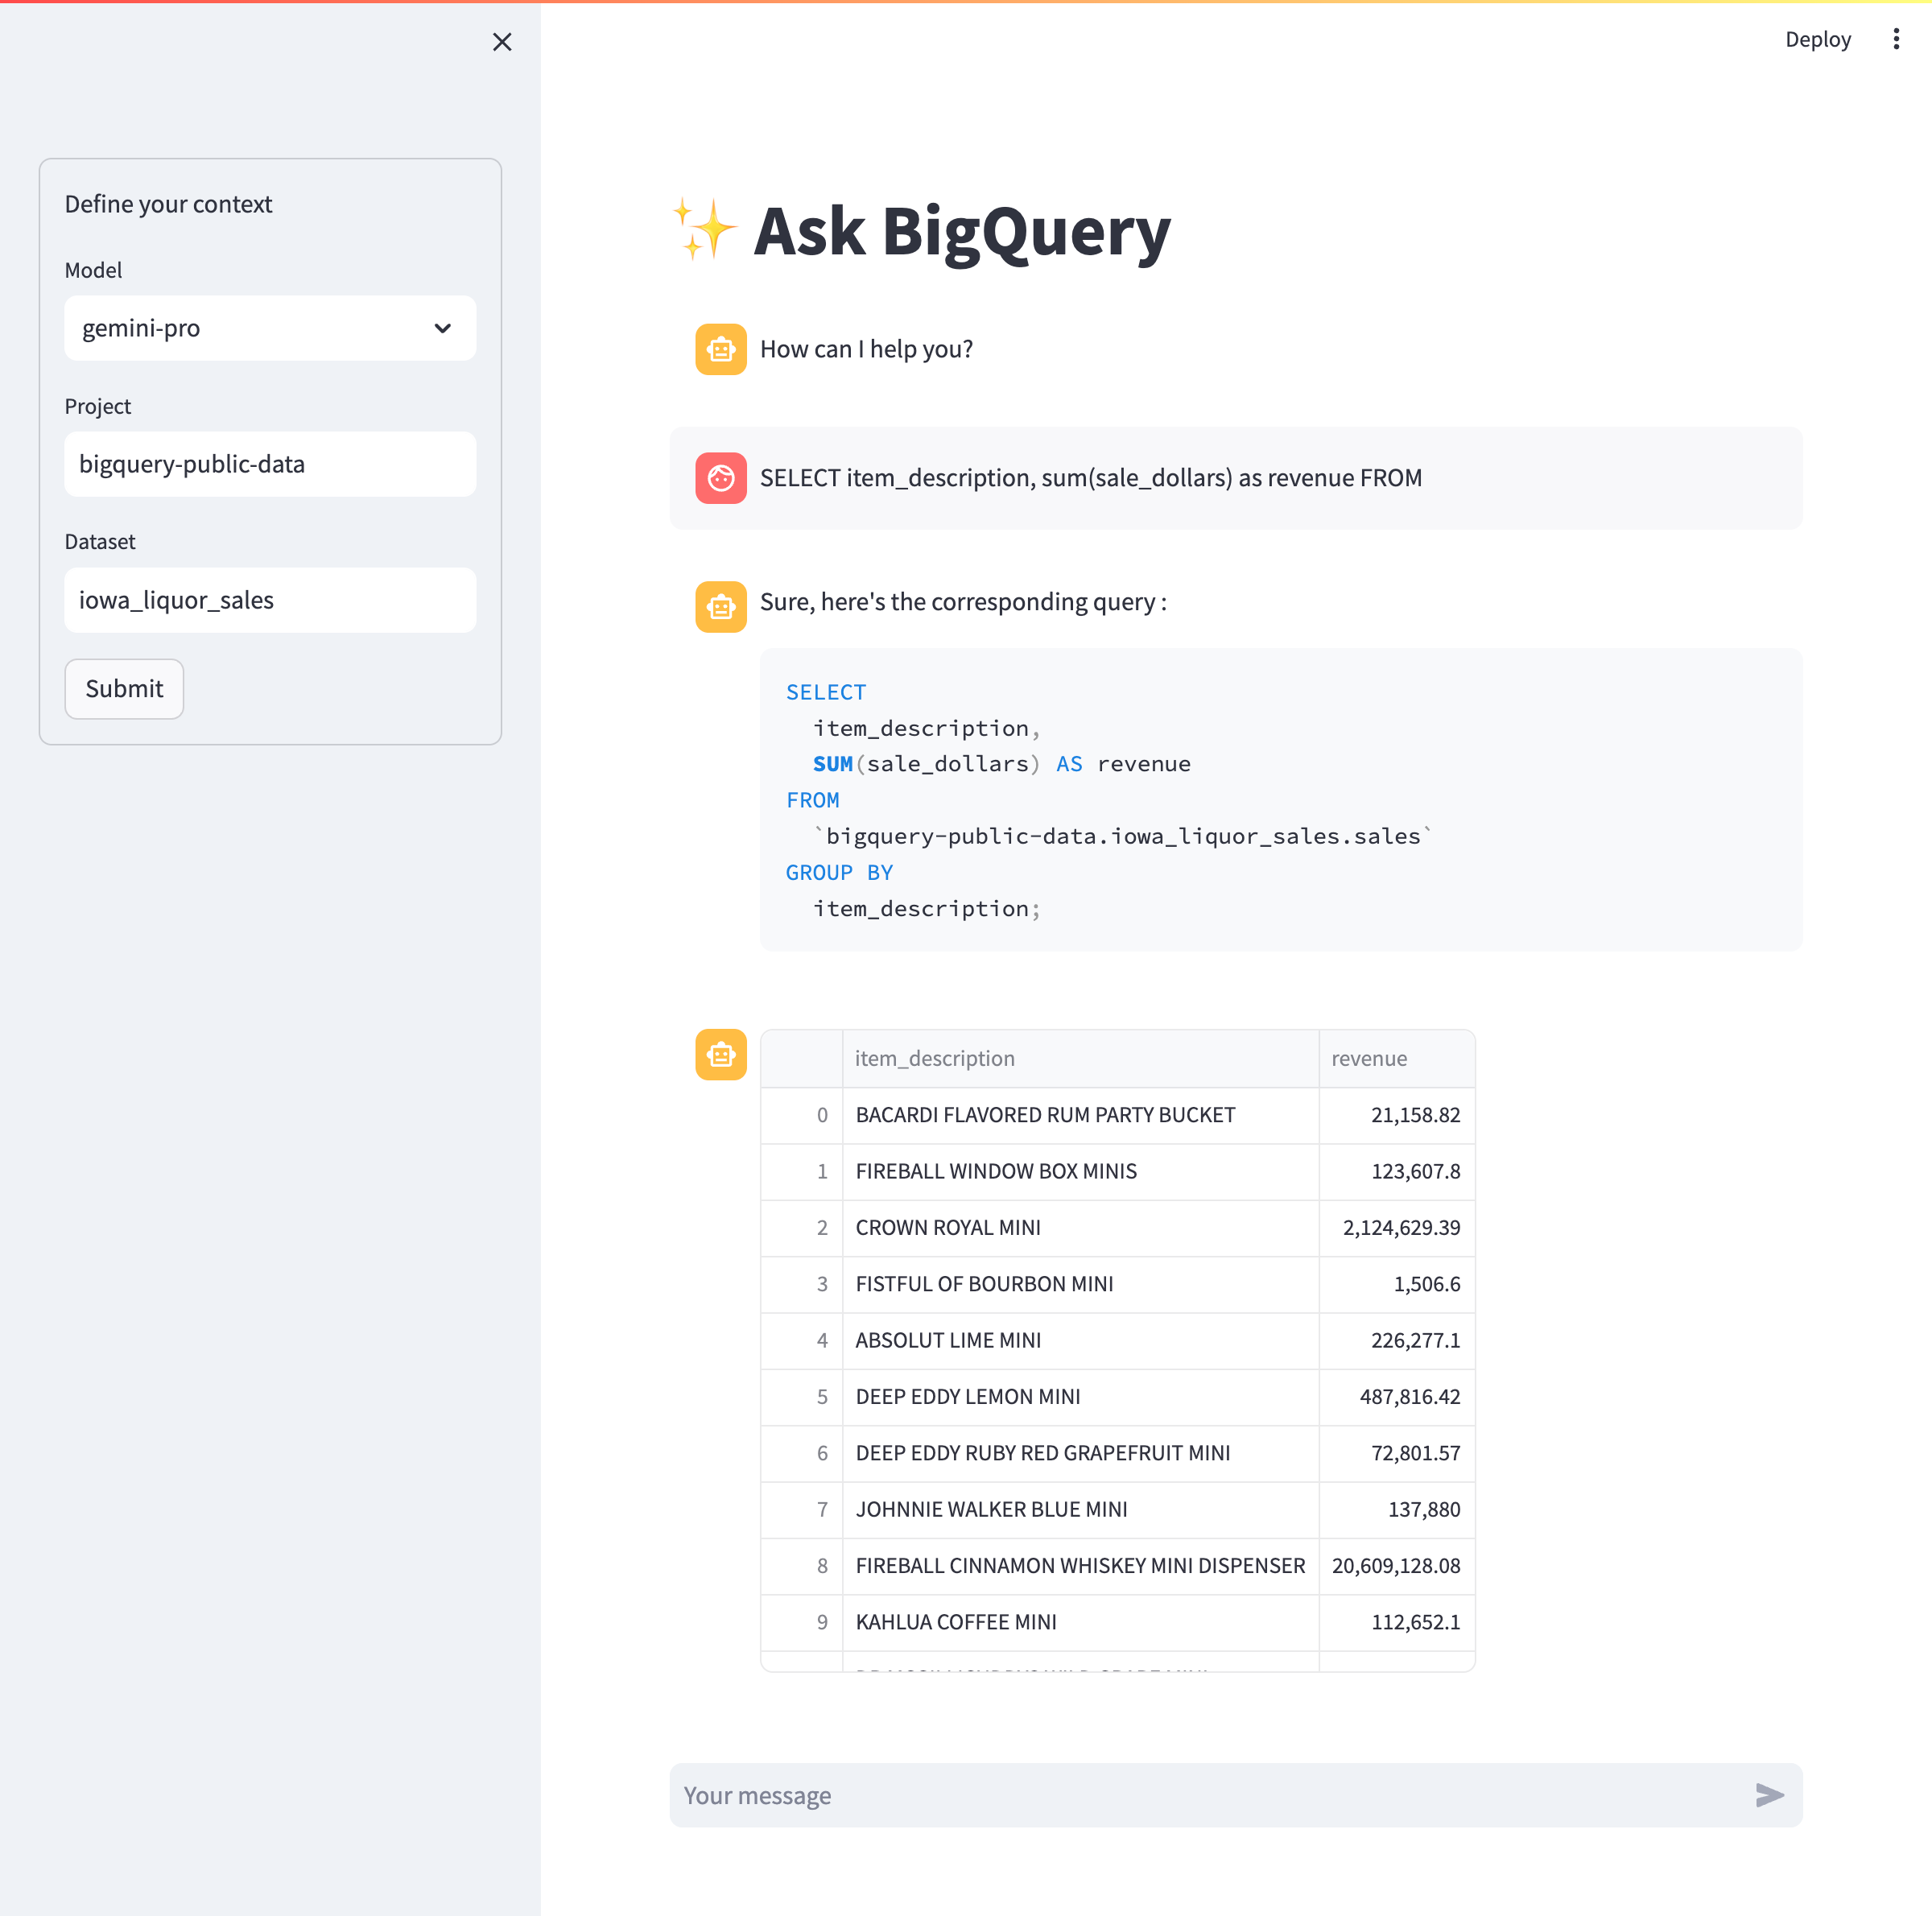 Deploy
Define your context
Model
gemini-pro
Project
bigquery-public-data
Dataset
iowa_liquor_sales
Submit
✨ Ask BigQuery
How can I help you?
SELECT item_description, sum(sale_dollars) as revenue FROM
Sure, here's the corresponding query :
SELECT
  item_description,
  SUM(sale_dollars) AS revenue
FROM
  `bigquery-public-data.iowa_liquor_sales.sales`
GROUP BY
  item_description;
item_description revenue
0 BACARDI FLAVORED RUM PARTY BUCKET 21,158.82
1 FIREBALL WINDOW BOX MINIS 123,607.8
2 CROWN ROYAL MINI 2,124,629.39
3 FISTFUL OF BOURBON MINI 1,506.6
4 ABSOLUT LIME MINI 226,277.1
5 DEEP EDDY LEMON MINI 487,816.42
6 DEEP EDDY RUBY RED GRAPEFRUIT MINI 72,801.57
7 JOHNNIE WALKER BLUE MINI 137,880
8 FIREBALL CINNAMON WHISKEY MINI DISPENSER 20,609,128.08
9 KAHLUA COFFEE MINI 112,652.1
Your message